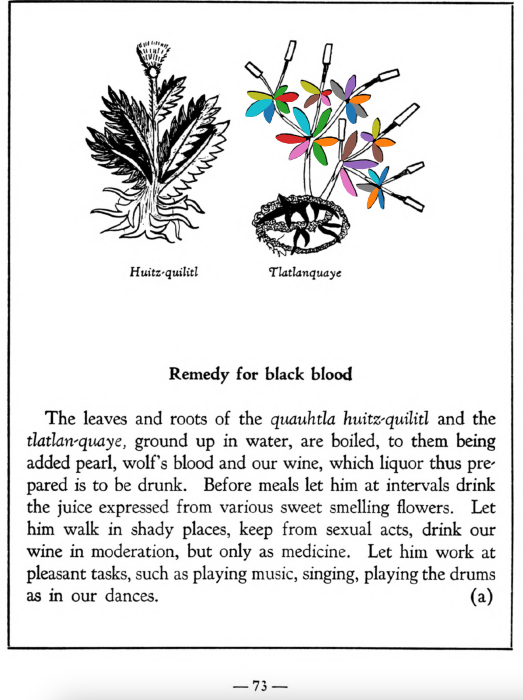 Huitz-quilitl Tlatlanquaye
Remedy for black blood
The leaves and roots of the quauhtla huitz-quilitl and the
tlatlan-quaye, ground up in water, are boiled, to them being
added pearl, wolf's blood and our wine, which liquor thus pre-
pared is to be drunk. Before meals let him at intervals drink
the juice expressed from various sweet smelling flowers. Let
him walk in shady places, keep from sexual acts, drink our
wine in moderation, but only as medicine. Let him work at
pleasant tasks, such as playing music, singing, playing the drums
as in our dances. (a)
— 73 —